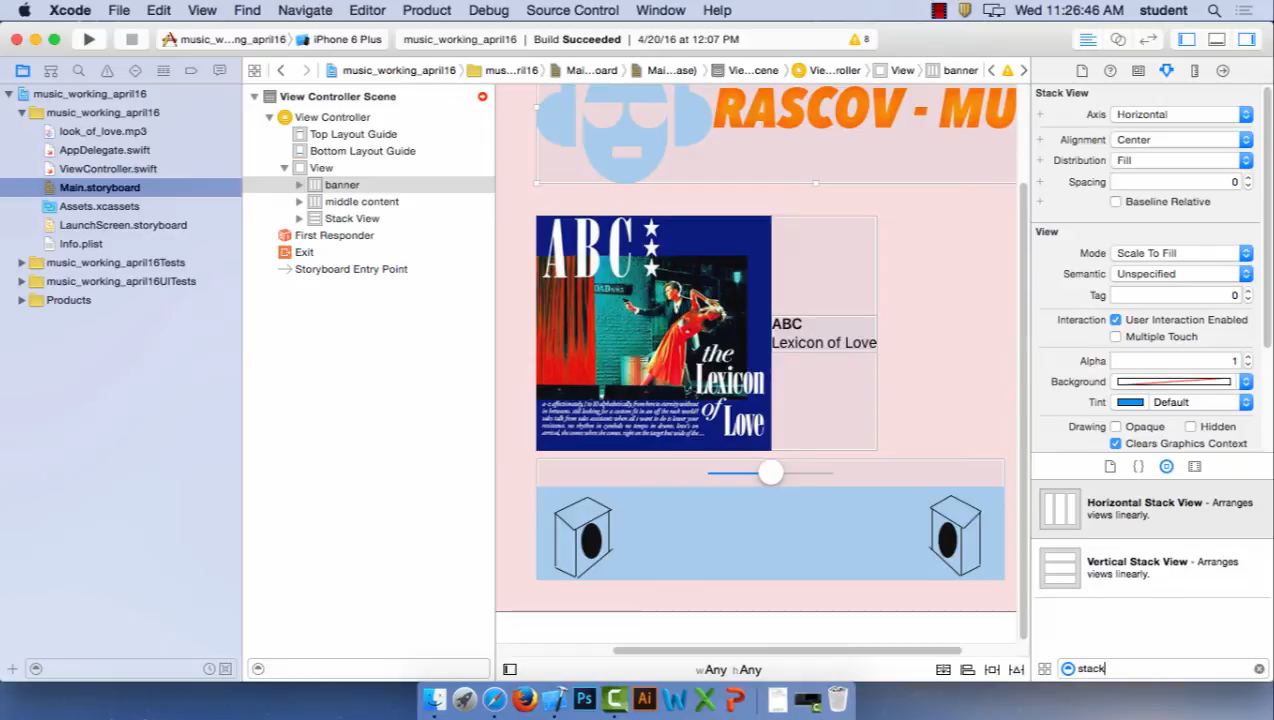 Xcode File Edit View Find Navigate Editor Product Debug Source Control Window Help Wed 11:26:46 AM student
music_w...ng_april16 iPhone 6 Plus music_working_april16 Build Succeeded 4/20/16 at 12:07 PM 8
music_working_april16 mus...ril16 Mai...oard Mai...ase) Vie...cene Vie...roller View banner
music_working_april16
music_working_april16
look_of_love.mp3
AppDelegate.swift
ViewController.swift
Main.storyboard
Assets.xcassets
LaunchScreen.storyboard
Info.plist
music_working_april16Tests
music_working_april16UITests
Products
View Controller Scene
View Controller
Top Layout Guide
Bottom Layout Guide
View
banner
middle content
Stack View
First Responder
Exit
Storyboard Entry Point
RASCOV - MU
ABC
the
Lexicon
of
Love
ABC
Lexicon of Love
wAny hAny
Stack View
Axis Horizontal
Alignment Center
Distribution Fill
Spacing 0
Baseline Relative
View
Mode Scale To Fill
Semantic Unspecified
Tag 0
Interaction User Interaction Enabled
Multiple Touch
Alpha 1
Background
Tint Default
Drawing Opaque Hidden
Clears Graphics Context
Horizontal Stack View - Arranges
views linearly.
Vertical Stack View - Arranges
views linearly.
stack
Ps Ai W X P